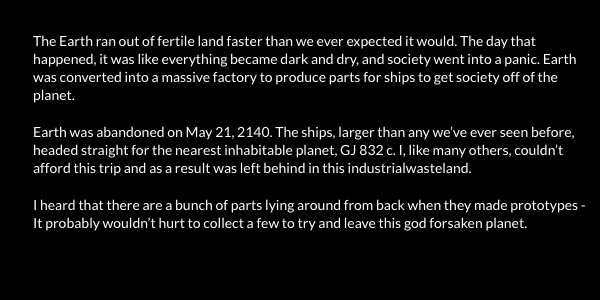 The Earth ran out of fertile land faster than we ever expected it would. The day that
happened, it was like everything became dark and dry, and society went into a panic. Earth
was converted into a massive factory to produce parts for ships to get society off of the
planet.
Earth was abandoned on May 21, 2140. The ships, larger than any we've ever seen before,
headed straight for the nearest inhabitable planet, GJ 832 c. I, like many others, couldn't
afford this trip and as a result was left behind in this industrialwasteland.
I heard that there are a bunch of parts lying around from back when they made prototypes -
It probably wouldn't hurt to collect a few to try and leave this god forsaken planet.